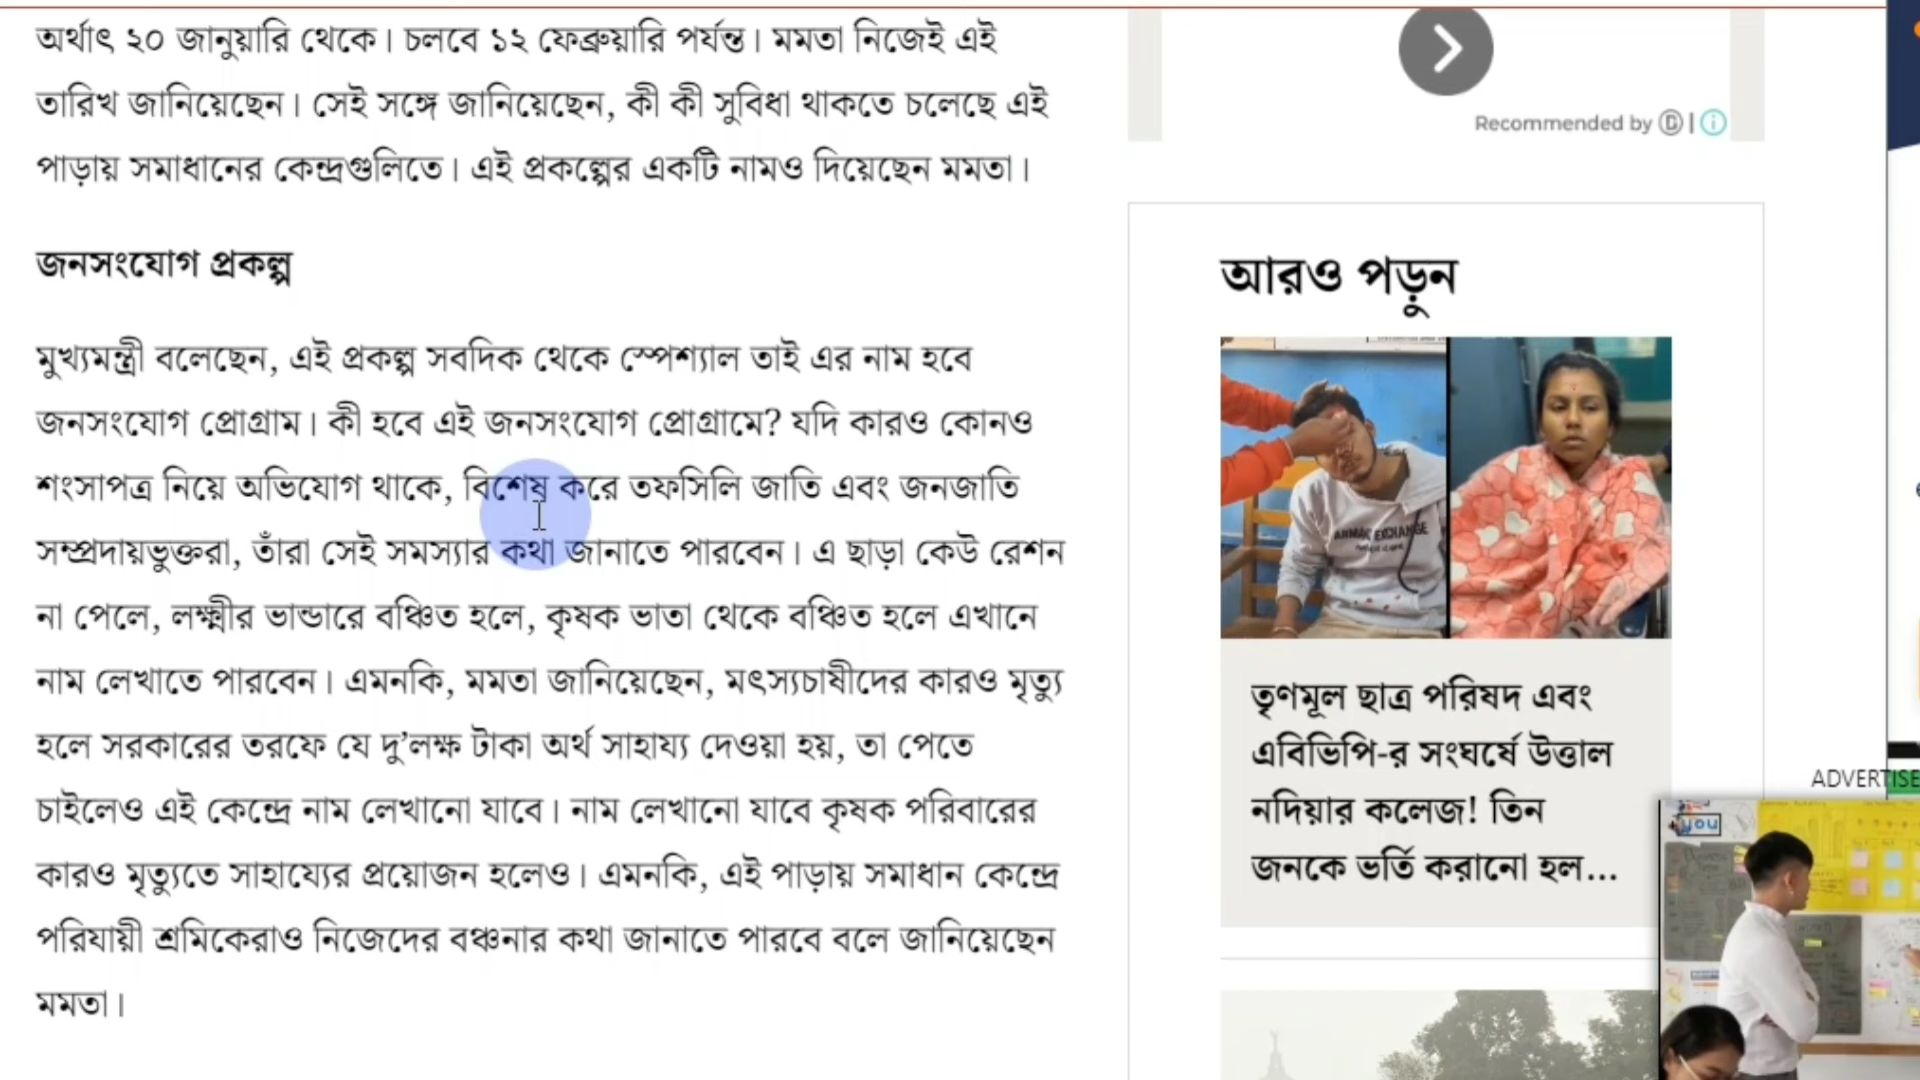 অর্থাৎ ২০ জানুয়ারি থেকে। চলবে ১২ ফেব্রুয়ারি পর্যন্ত। মমতা নিজেই এই
তারিখ জানিয়েছেন। সেই সঙ্গে জানিয়েছেন, কী কী সুবিধা থাকতে চলেছে এই
পাড়ায় সমাধানের কেন্দ্রগুলিতে। এই প্রকল্পের একটি নামও দিয়েছেন মমতা।
জনসংযোগ প্রকল্প
মুখ্যমন্ত্রী বলেছেন, এই প্রকল্প সবদিক থেকে স্পেশ্যাল তাই এর নাম হবে
জনসংযোগ প্রোগ্রাম। কী হবে এই জনসংযোগ প্রোগ্রামে? যদি কারও কোনও
শংসাপত্র নিয়ে অভিযোগ থাকে, বিশেষ করে তফসিলি জাতি এবং জনজাতি
সম্প্রদায়ভুক্তরা, তাঁরা সেই সমস্যার কথা জানাতে পারবেন। এ ছাড়া কেউ রেশন
না পেলে, লক্ষ্মীর ভান্ডারে বঞ্চিত হলে, কৃষক ভাতা থেকে বঞ্চিত হলে এখানে
নাম লেখাতে পারবেন। এমনকি, মমতা জানিয়েছেন, মৎস্যচাষীদের কারও মৃত্যু
হলে সরকারের তরফে যে দু’লক্ষ টাকা অর্থ সাহায্য দেওয়া হয়, তা পেতে
চাইলেও এই কেন্দ্রে নাম লেখানো যাবে। নাম লেখানো যাবে কৃষক পরিবারের
কারও মৃত্যুতে সাহায্যের প্রয়োজন হলেও। এমনকি, এই পাড়ায় সমাধান কেন্দ্রে
পরিযায়ী শ্রমিকেরাও নিজেদের বঞ্চনার কথা জানাতে পারবে বলে জানিয়েছেন
মমতা।
Recommended by
আরও পড়ুন
EXCHANGE
তৃণমূল ছাত্র পরিষদ এবং
এবিভিপি-র সংঘর্ষে উত্তাল
নদিয়ার কলেজ! তিন
জনকে ভর্তি করানো হল...
ADVERTISE
you